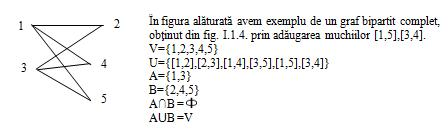 1
2
3
4
5
În figura alăturată avem exemplu de un graf bipartit complet,
obţinut din fig. I.1.4. prin adăugarea muchiilor [1,5],[3,4].
V={1,2,3,4,5}
U={[1,2],[2,3],[1,4],[3,5],[1,5],[3,4]}
A={1,3}
B={2,4,5}
A∩B=Ф
AUB=V